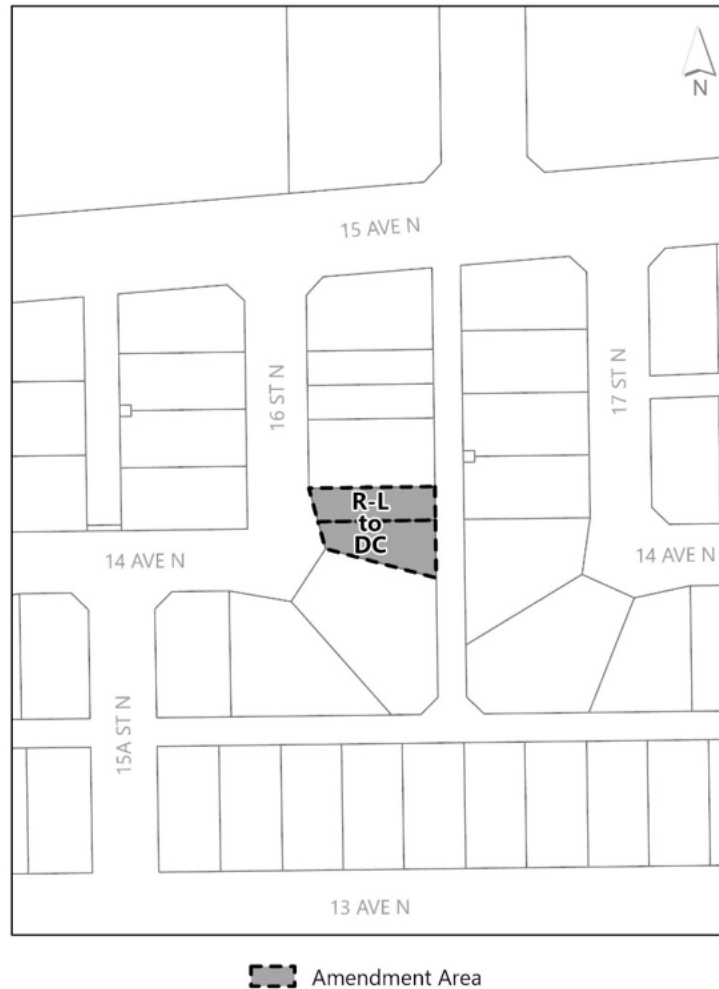 N
15 AVE N
16 ST N
17 ST N
R-L
to
DC
14 AVE N
14 AVE N
15A ST N
13 AVE N
Amendment Area